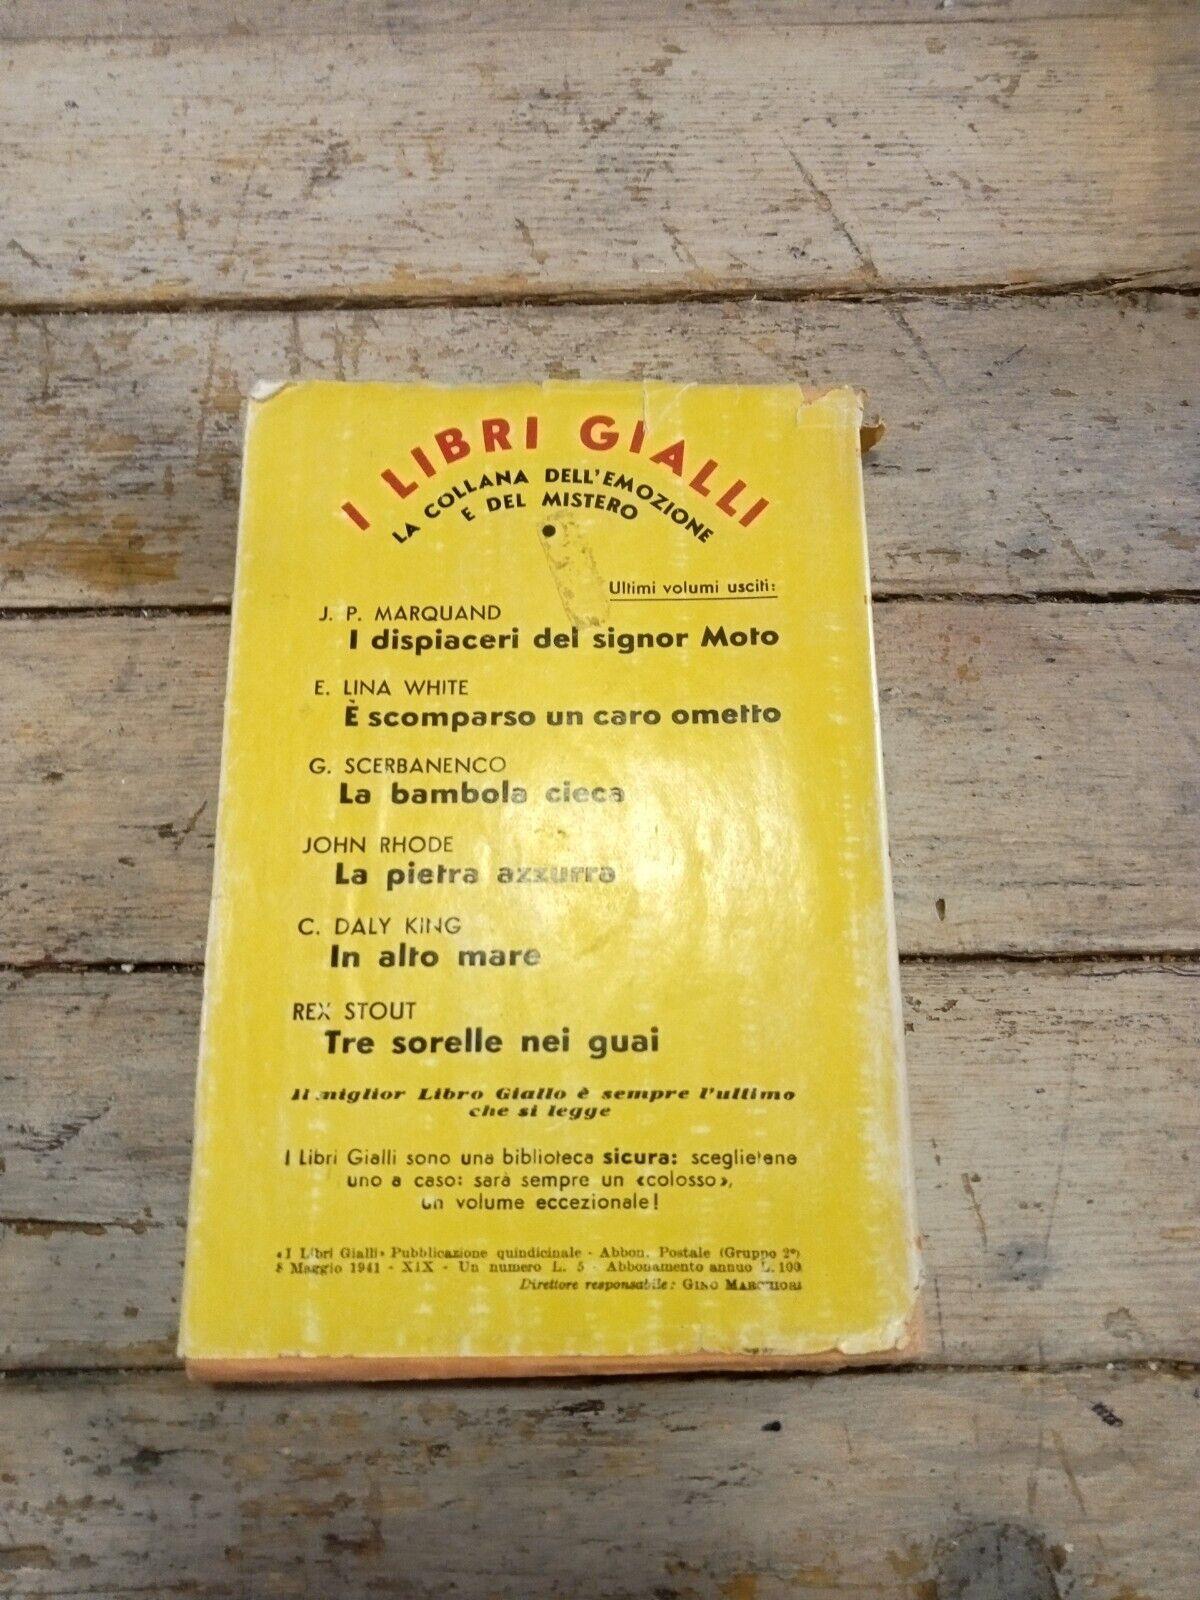 I LIBRI GIALLI
LA COLLANA DELL'EMOZIONE
E DEL MISTERO
Ultimi volumi usciti:
J. P. MARQUAND
I dispiaceri del signor Moto
E. LINA WHITE
È scomparso un caro ometto
G. SCERBANENCO
La bambola cieca
JOHN RHODE
La pietra azzurra
C. DALY KING
In alto mare
REX STOUT
Tre sorelle nei guai
Il miglior Libro Giallo è sempre l'ultimo
che si legge
I Libri Gialli sono una biblioteca sicura: sceglietene
uno a caso: sarà sempre un «colosso»,
un volume eccezionale!
«I Libri Gialli» Pubblicazione quindicinale - Abbon. Postale (Gruppo 2°)
8 Maggio 1941 - XIX - Un numero L. 5 - Abbonamento annuo L. 100
Direttore responsabile: GINO MARCHIORI